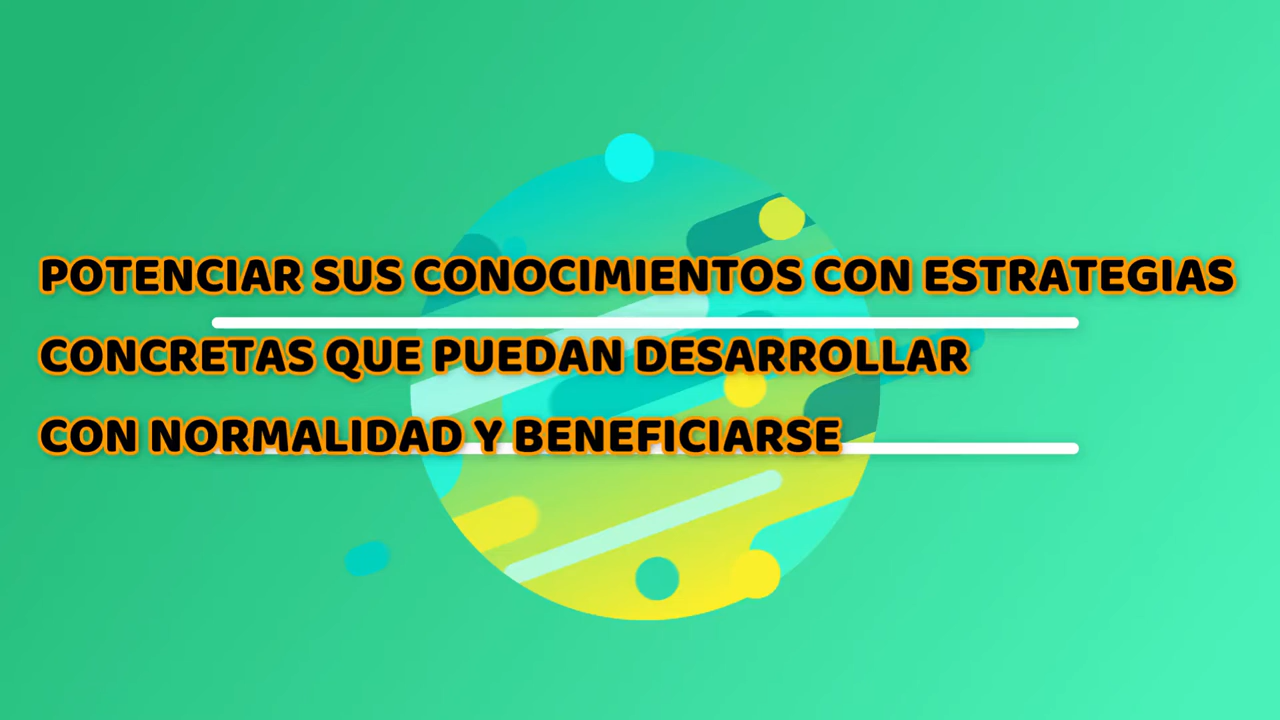 POTENCIAR SUS CONOCIMIENTOS CON ESTRATEGIAS
CONCRETAS QUE PUEDAN DESARROLLAR
CON NORMALIDAD Y BENEFICIARSE